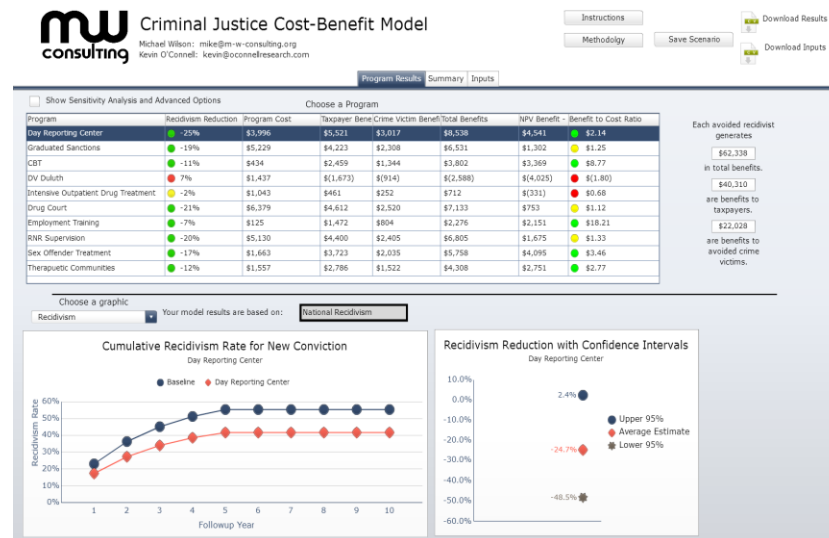 mw
consulting
Criminal Justice Cost-Benefit Model
Michael Wilson: mike@m-w-consulting.org
Kevin O'Connell: kevin@oconnellresearch.com
Instructions
Methodolgy
Save Scenario
Download Results
Download Inputs
Program Results Summary Inputs
Show Sensitivity Analysis and Advanced Options
Choose a Program
Program Recidivism Reduction Program Cost Taxpayer Bene Crime Victim Benefi Total Benefits NPV Benefit - Benefit to Cost Ratio
Day Reporting Center -25% $3,996 $5,521 $3,017 $8,538 $4,541 $2.14
Graduated Sanctions -19% $5,229 $4,223 $2,308 $6,531 $1,302 $1.25
CBT -11% $434 $2,459 $1,344 $3,802 $3,369 $8.77
DV Duluth 7% $1,437 $(1,673) $(914) $(2,588) $(4,025) $(1.80)
Intensive Outpatient Drug Treatment -2% $1,043 $461 $252 $712 $(331) $0.68
Drug Court -21% $6,379 $4,612 $2,520 $7,133 $753 $1.12
Employment Training -7% $125 $1,472 $804 $2,276 $2,151 $18.21
RNR Supervision -20% $5,130 $4,400 $2,405 $6,805 $1,675 $1.33
Sex Offender Treatment -17% $1,663 $3,723 $2,035 $5,758 $4,095 $3.46
Therapuetic Communities -12% $1,557 $2,786 $1,522 $4,308 $2,751 $2.77
Each avoided recidivist
generates
$62,338
in total benefits.
$40,310
are benefits to
taxpayers.
$22,028
are benefits to
avoided crime
victims.
Choose a graphic
Recidivism
Your model results are based on:
National Recidivism
Cumulative Recidivism Rate for New Conviction
Day Reporting Center
Baseline Day Reporting Center
Recidivism Rate
60%
50%
40%
30%
20%
10%
0%
1 2 3 4 5 6 7 8 9 10
Followup Year
Recidivism Reduction with Confidence Intervals
Day Reporting Center
10.0%
0.0%
-10.0%
-20.0%
-30.0%
-40.0%
-50.0%
-60.0%
2.4%
-24.7%
-48.5%
Upper 95%
Average Estimate
Lower 95%